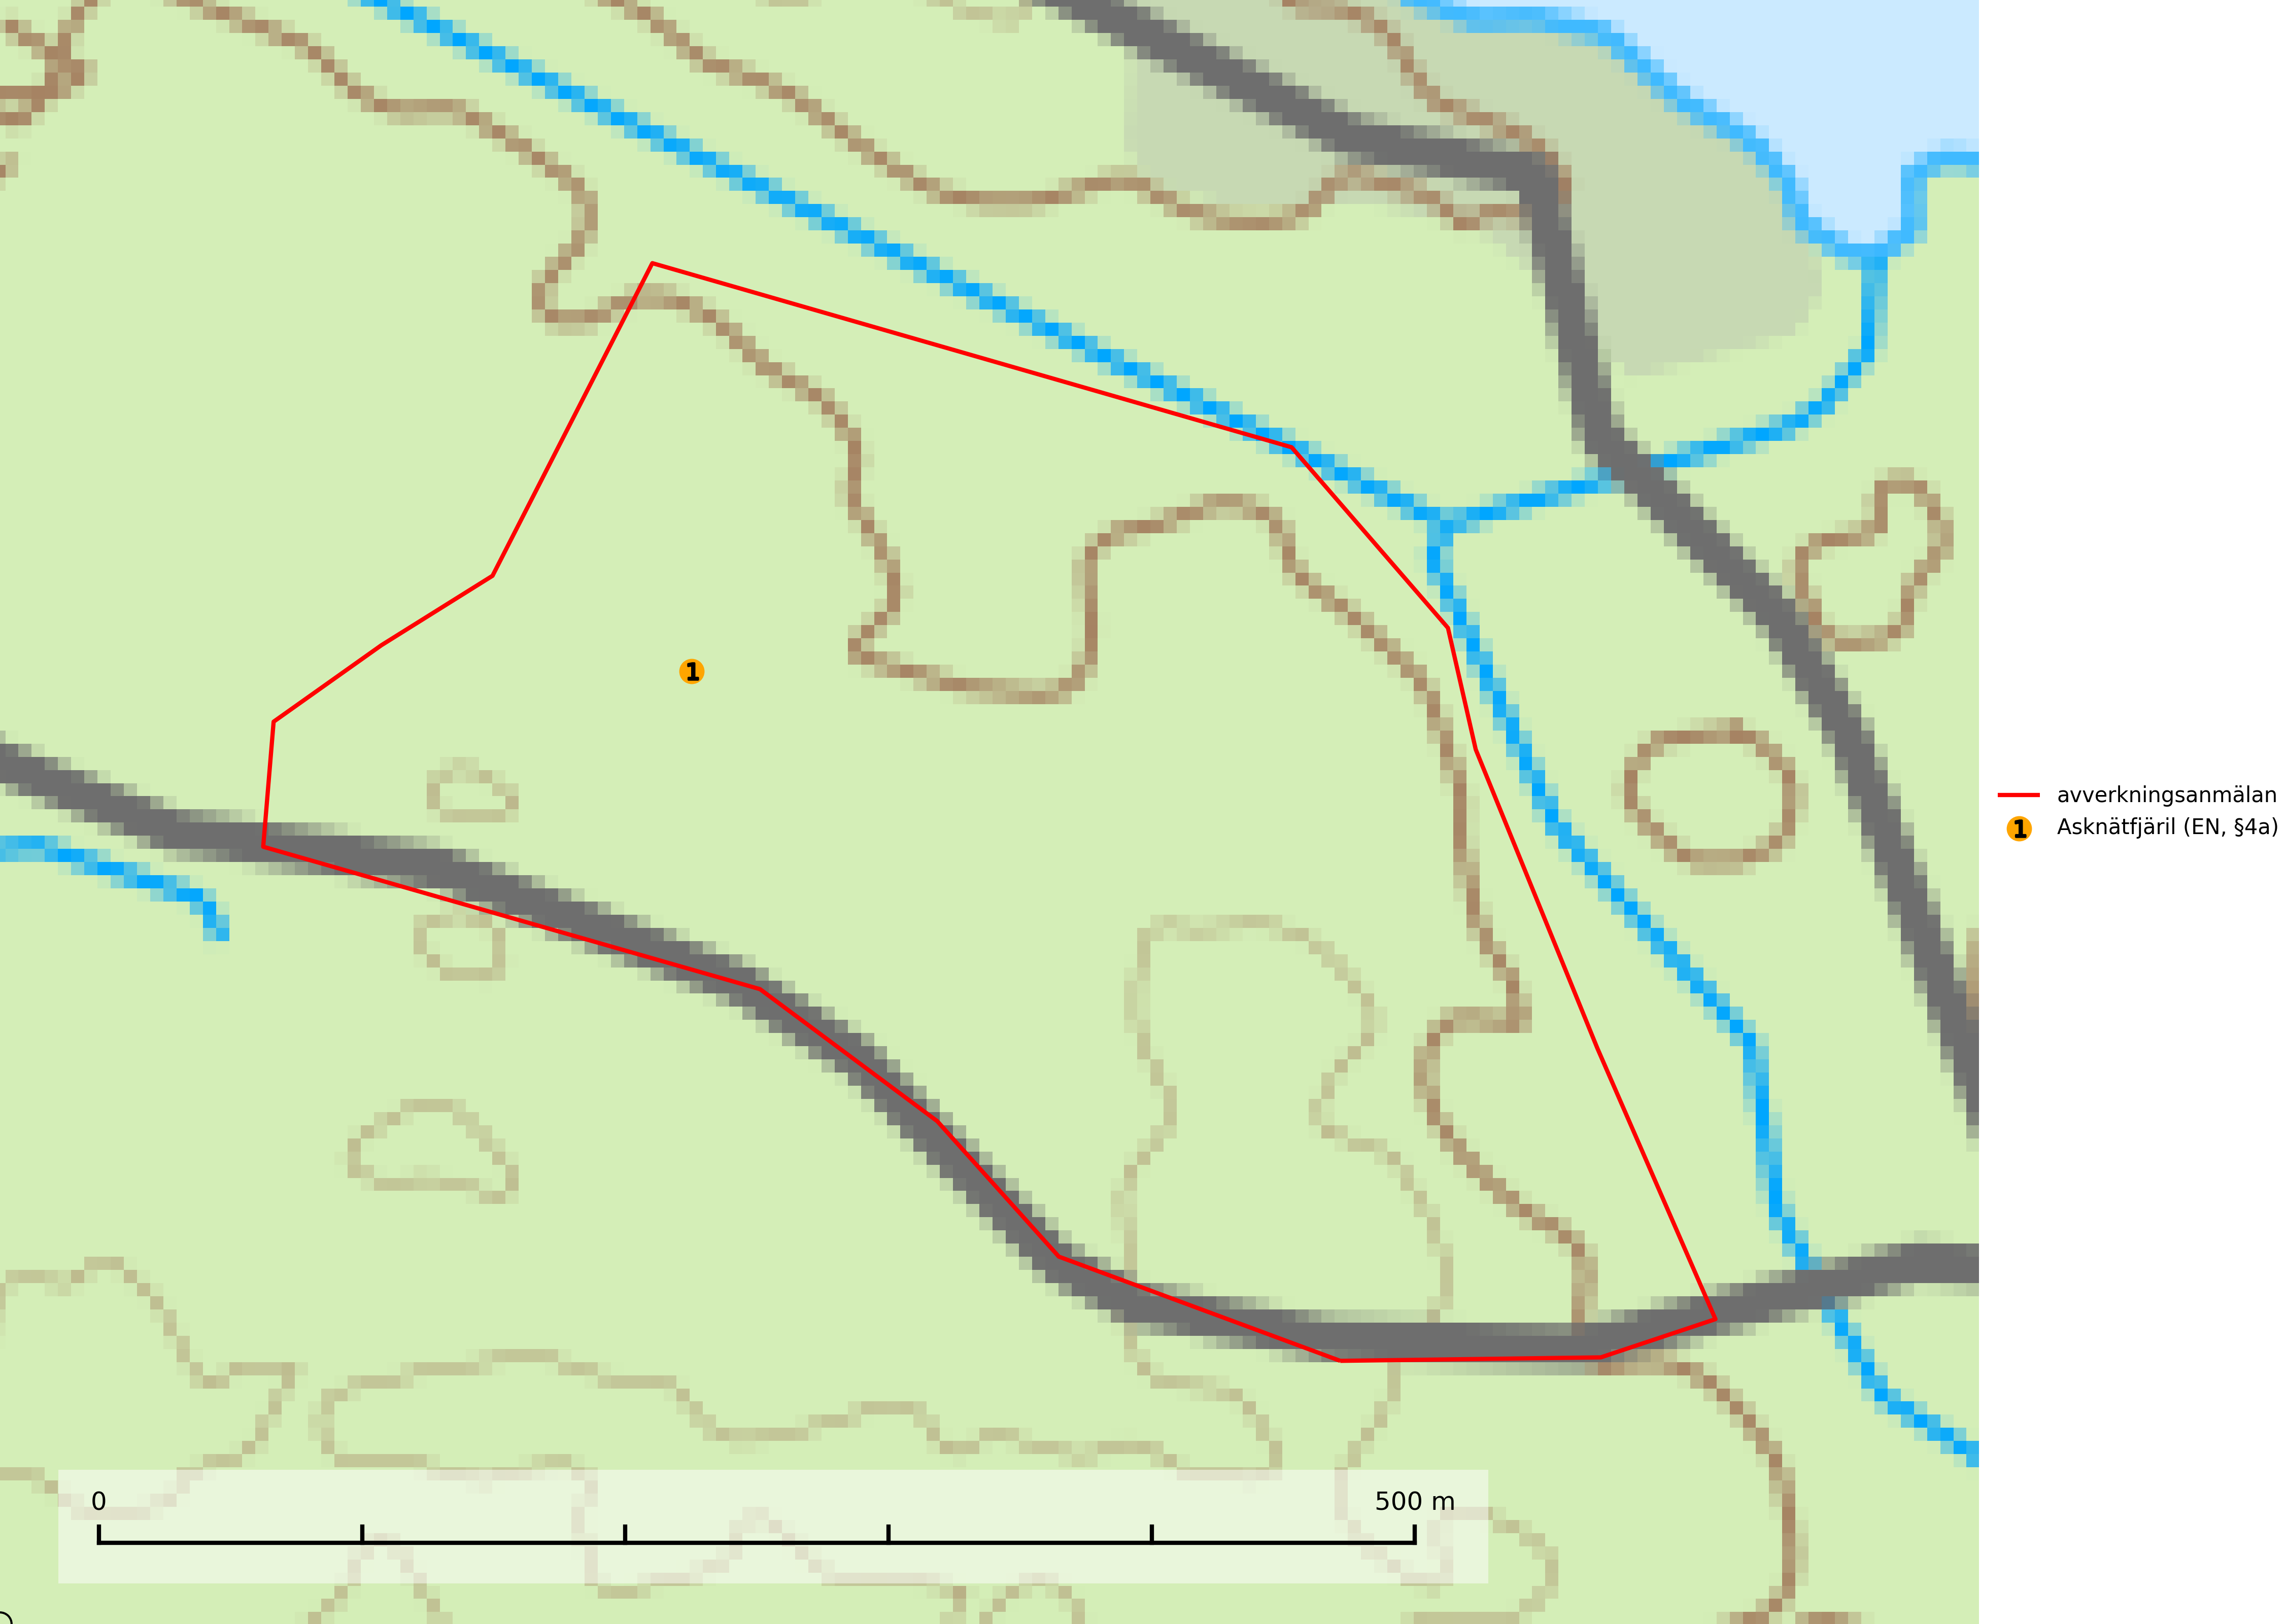 1
avverkningsanmälan
1 Asknätfjäril (EN, §4a)
0 500 m